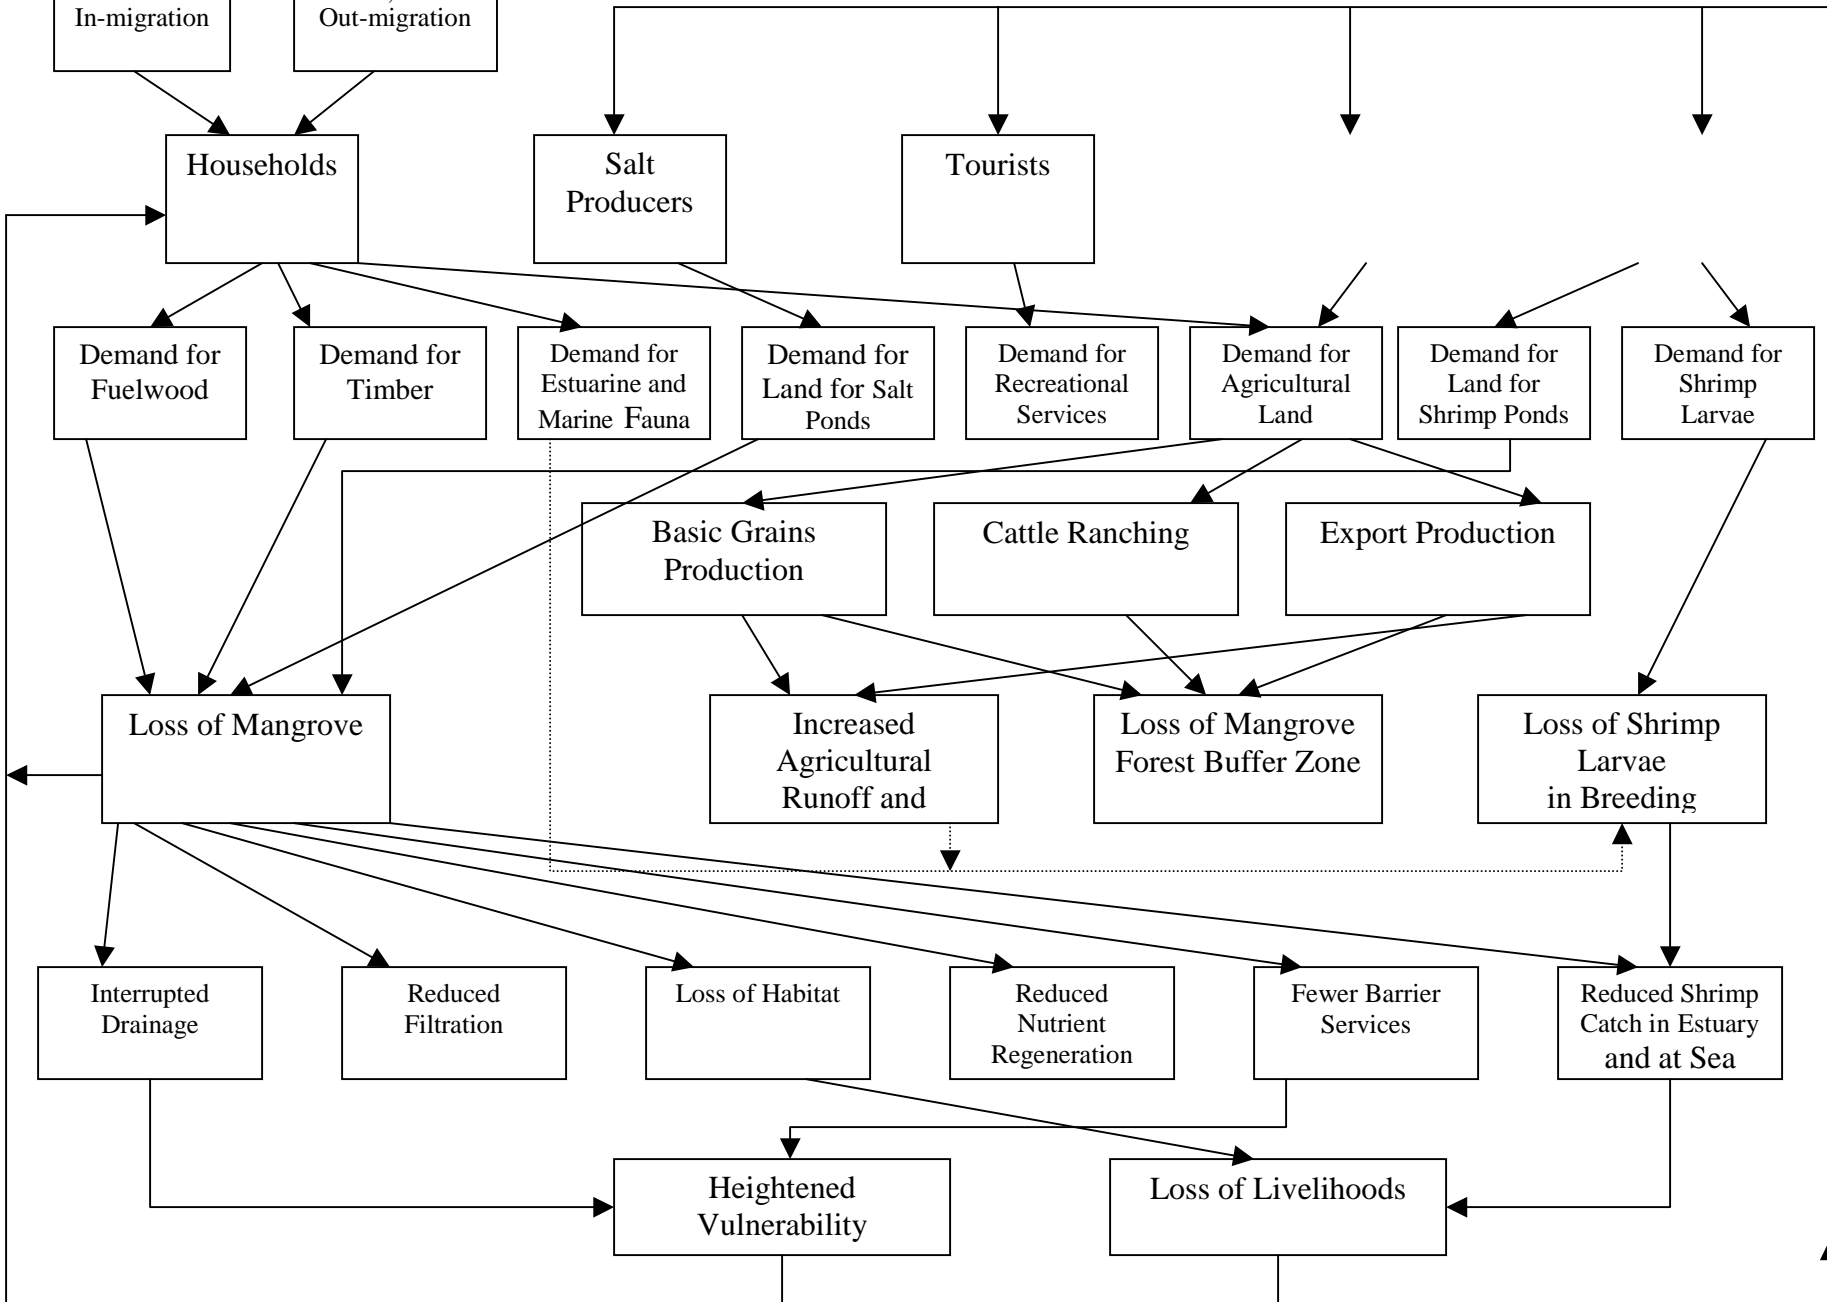 In-migration
Out-migration
Households
Salt
Producers
Tourists
Demand for
Fuelwood
Demand for
Timber
Demand for
Estuarine and
Marine Fauna
Demand for
Land for Salt
Ponds
Demand for
Recreational
Services
Demand for
Agricultural
Land
Demand for
Land for
Shrimp Ponds
Demand for
Shrimp
Larvae
Basic Grains
Production
Cattle Ranching
Export Production
Loss of Mangrove
Increased
Agricultural
Runoff and
Loss of Mangrove
Forest Buffer Zone
Loss of Shrimp
Larvae
in Breeding
Interrupted
Drainage
Reduced
Filtration
Loss of Habitat
Reduced
Nutrient
Regeneration
Fewer Barrier
Services
Reduced Shrimp
Catch in Estuary
and at Sea
Heightened
Vulnerability
Loss of Livelihoods